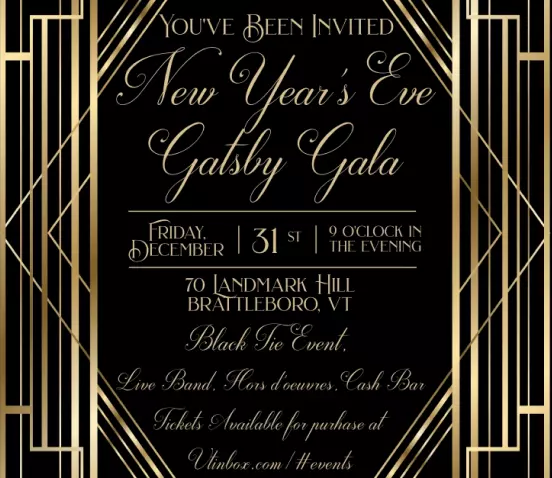 You've Been Invited
New Year's Eve
Gatsby Gala
Friday, December | 31 st | 9 o'clock in the evening
70 Landmark Hill
Brattleboro, VT
Black Tie Event,
Live Band, Hors d'oeuvres, Cash Bar
Tickets Available for purhase at
Vtinbox.com/#events